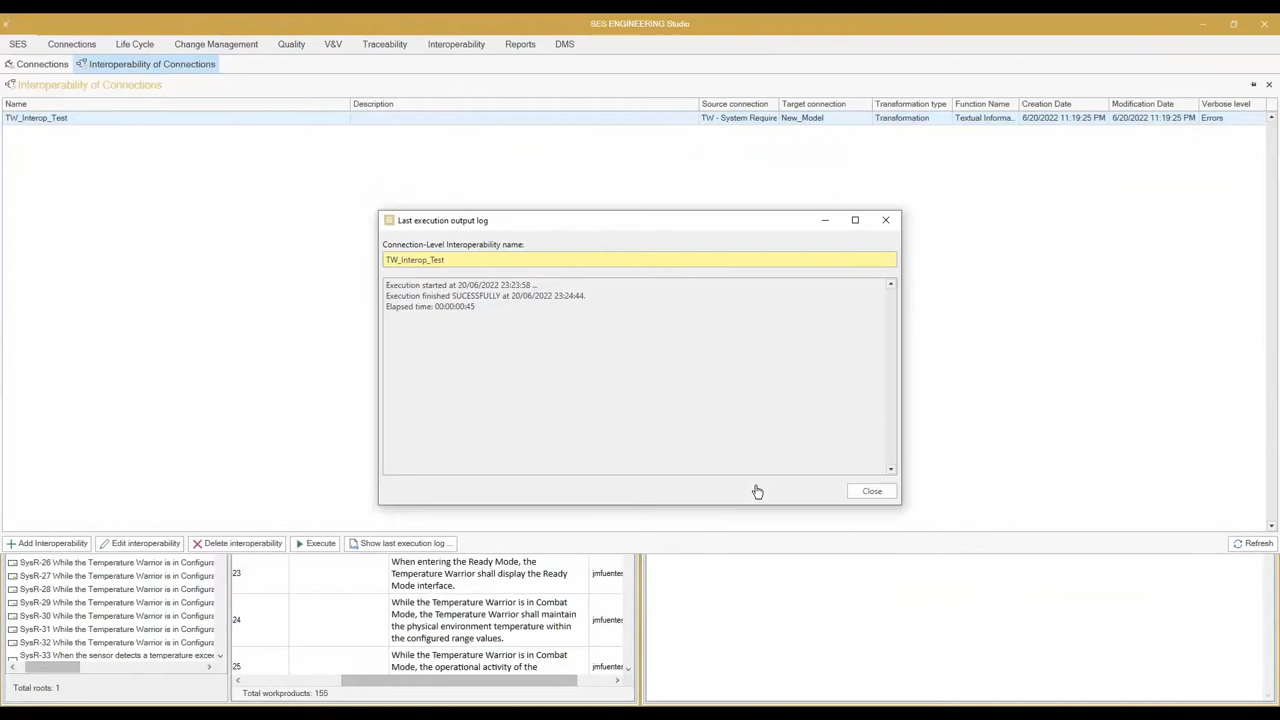 SES ENGINEERING Studio
SES Connections Life Cycle Change Management Quality V&V Traceability Interoperability Reports DMS
Connections Interoperability of Connections
Interoperability of Connections
Name Description Source connection Target connection Transformation type Function Name Creation Date Modification Date Verbose level
TW_Interop_Test TW - System Require New_Model Transformation Textual Informa... 6/20/2022 11:19:25 PM 6/20/2022 11:19:25 PM Errors
Last execution output log
Connection-Level Interoperability name:
TW_Interop_Test
Execution started at 20/06/2022 23:23:58 ...
Execution finished SUCESSFULLY at 20/06/2022 23:24:44.
Elapsed time: 00:00:00:45
Close
Add Interoperability Edit interoperability Delete interoperability Execute Show last execution log ... Refresh
SysR-26 While the Temperature Warrior is in Configura
SysR-27 While the Temperature Warrior is in Configura
SysR-28 While the Temperature Warrior is in Configura
SysR-29 While the Temperature Warrior is in Configura
SysR-30 While the Temperature Warrior is in Configura
SysR-31 While the Temperature Warrior is in Configura
SysR-32 While the Temperature Warrior is in Configura
SysR-33 When the sensor detects a temperature excee
Total roots: 1
23 When entering the Ready Mode, the
Temperature Warrior shall display the Ready
Mode interface.
jmfuentes
24 While the Temperature Warrior is in Combat
Mode, the Temperature Warrior shall maintain
the physical environment temperature within
the configured range values.
jmfuentes
25 While the Temperature Warrior is in Combat
Mode, the operational activity of the
jmfuentes
Total workproducts: 155